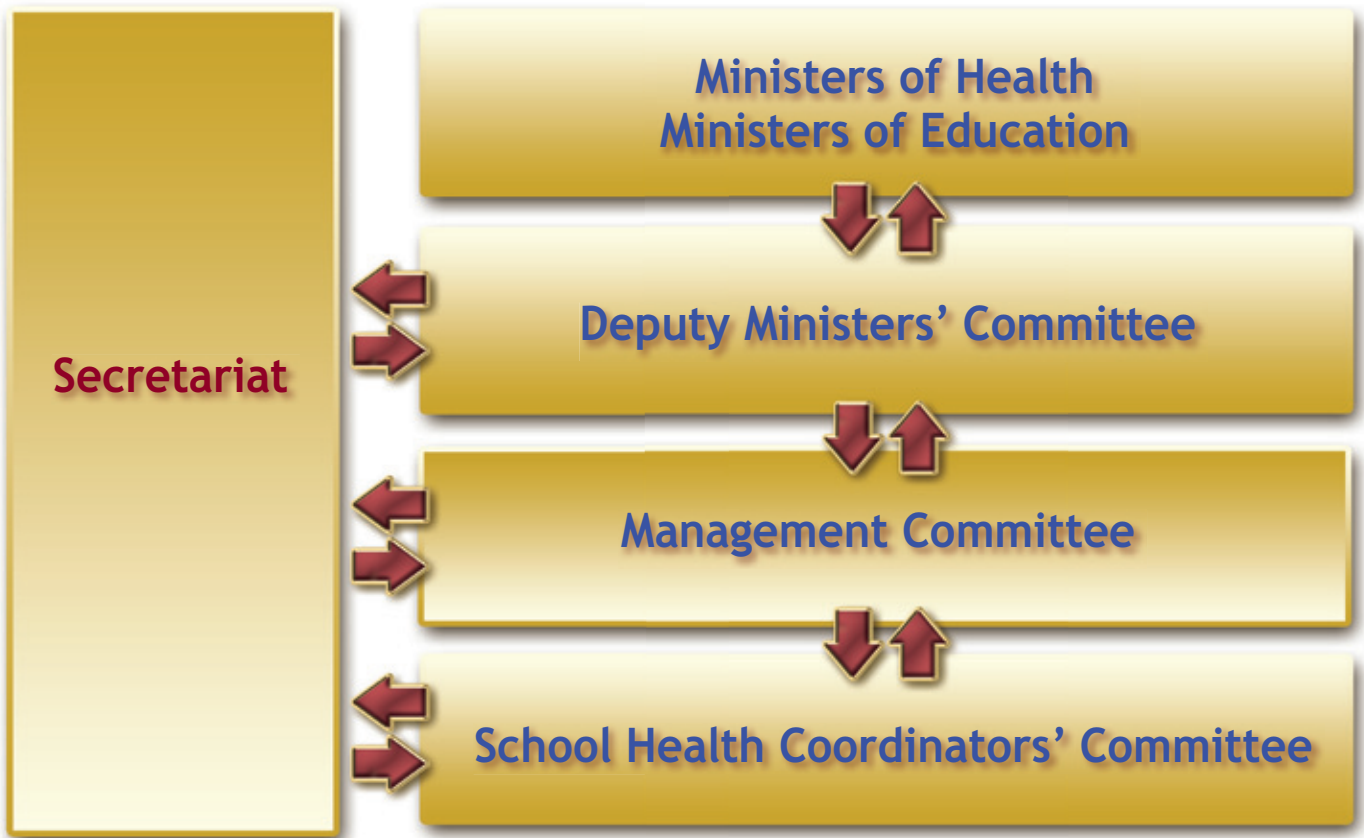 Secretariat
Ministers of Health
Ministers of Education
Deputy Ministers’ Committee
Management Committee
School Health Coordinators’ Committee